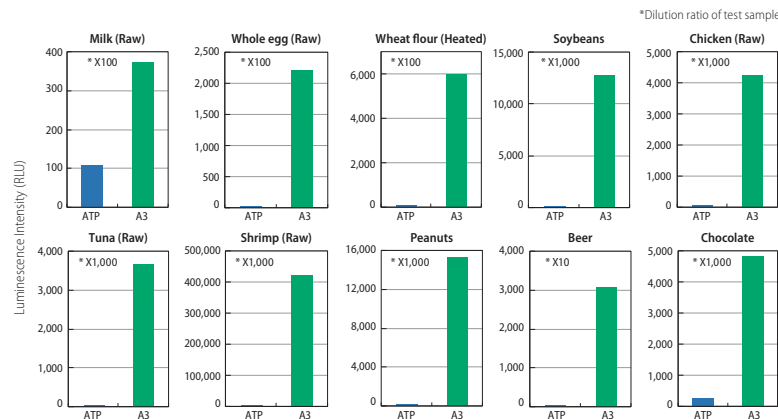 *Dilution ratio of test sample
Luminescence Intensity (RLU)
Milk (Raw)
* X100
400
300
200
100
0
ATP A3
Whole egg (Raw)
* X100
2,500
2,000
1,500
1,000
500
0
ATP A3
Wheat flour (Heated)
* X100
6,000
4,000
2,000
0
ATP A3
Soybeans
* X1,000
15,000
10,000
5,000
0
ATP A3
Chicken (Raw)
* X1,000
5,000
4,000
3,000
2,000
1,000
0
ATP A3
Tuna (Raw)
* X1,000
4,000
3,000
2,000
1,000
0
ATP A3
Shrimp (Raw)
* X1,000
500,000
400,000
300,000
200,000
100,000
0
ATP A3
Peanuts
* X1,000
16,000
12,000
8,000
4,000
0
ATP A3
Beer
* X10
4,000
3,000
2,000
1,000
0
ATP A3
Chocolate
* X1,000
5,000
4,000
3,000
2,000
1,000
0
ATP A3